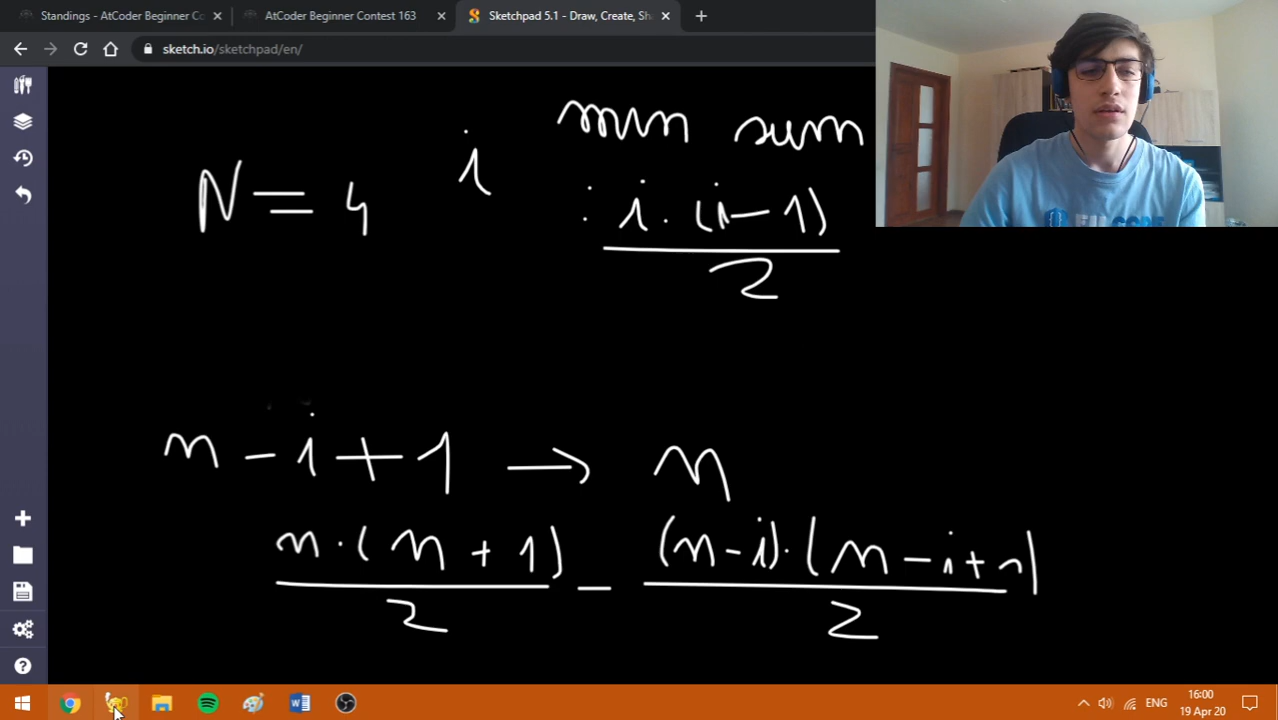 Standings - AtCoder Beginner Co
AtCoder Beginner Contest 163
Sketchpad 5.1 - Draw, Create, Sh
sketch.io/sketchpad/en/
min sum
N = 4
i
: i · (i-1)
2
n - i + 1 → n
n · ( n + 1)
2
-
(n-i) · ( n - i + 1)
2
ENG
16:00
19 Apr 20